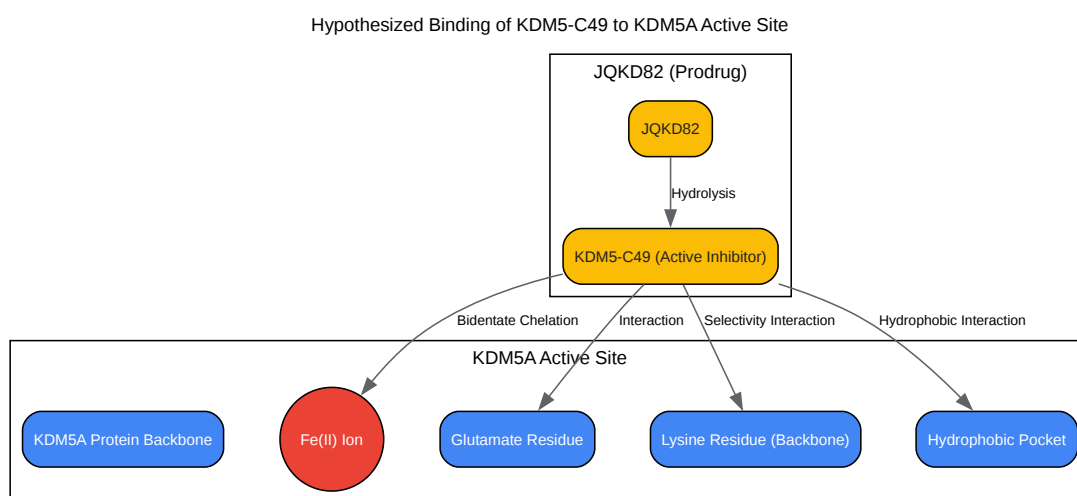 Hypothesized Binding of KDM5-C49 to KDM5A Active Site
JQKD82 (Prodrug)
JQKD82
Hydrolysis
KDM5-C49 (Active Inhibitor)
Bidentate Chelation
Interaction
Selectivity Interaction
Hydrophobic Interaction
KDM5A Active Site
KDM5A Protein Backbone
Fe(II) Ion
Glutamate Residue
Lysine Residue (Backbone)
Hydrophobic Pocket